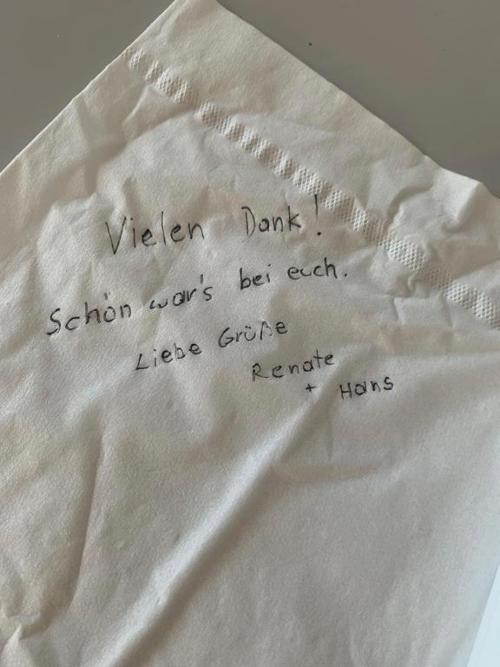 Vielen Dank!
Schön war's bei euch.
Liebe Grüße
Renate
+ Hans